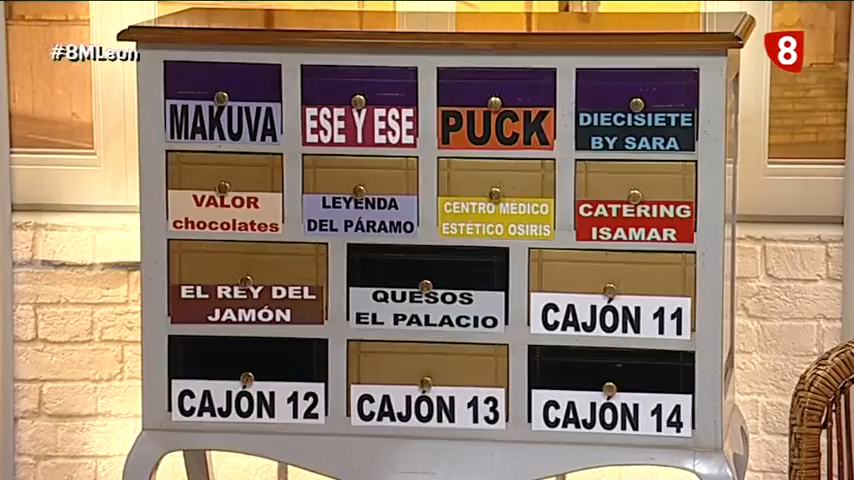 #8MLeón
8
MAKUVA
ESE Y ESE
PUCK
DIECISIETE
BY SARA
VALOR
chocolates
LEYENDA
DEL PÁRAMO
CENTRO MÉDICO
ESTÉTICO OSIRIS
CATERING
ISAMAR
EL REY DEL
JAMÓN
QUESOS
EL PALACIO
CAJÓN 11
CAJÓN 12
CAJÓN 13
CAJÓN 14